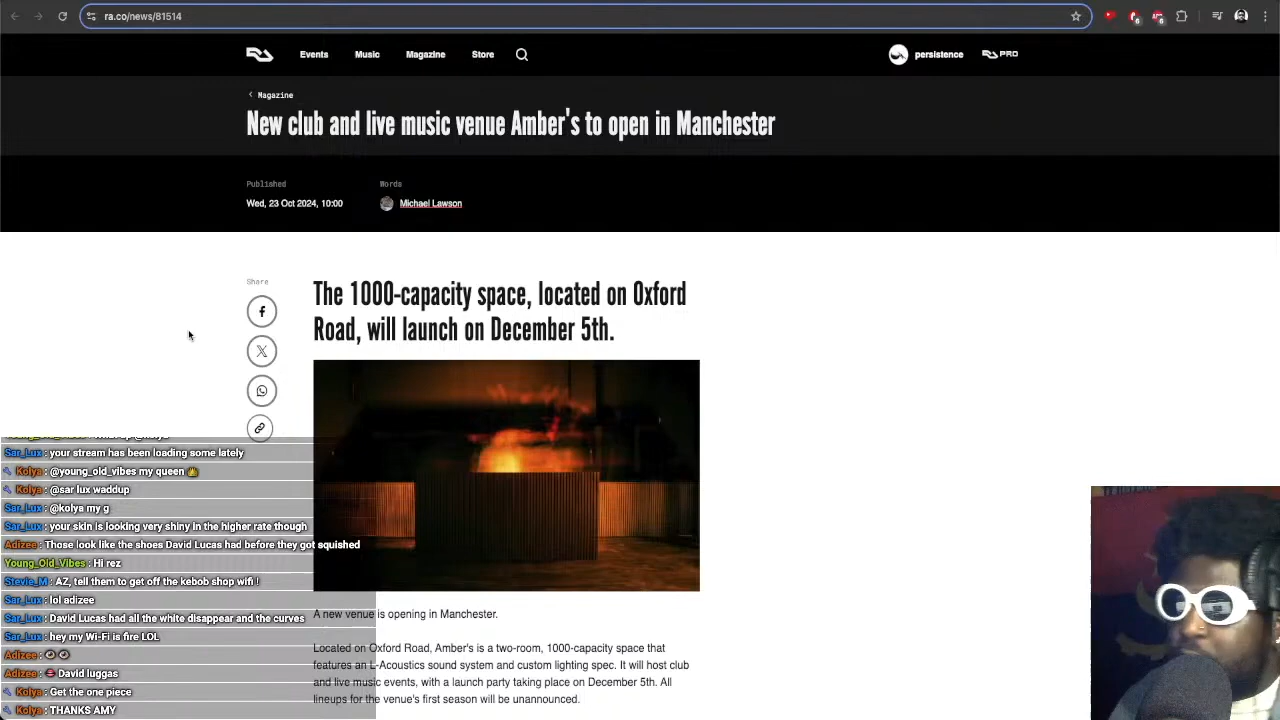 ra.co/news/81514
Events
Music
Magazine
Store
persistence
PRO
Magazine
New club and live music venue Amber's to open in Manchester
Published
Words
Wed, 23 Oct 2024, 10:00
Michael Lawson
Share
The 1000-capacity space, located on Oxford
Road, will launch on December 5th.
A new venue is opening in Manchester.
Located on Oxford Road, Amber's is a two-room, 1000-capacity space that
features an L-Acoustics sound system and custom lighting spec. It will host club
and live music events, with a launch party taking place on December 5th. All
lineups for the venue's first season will be unannounced.
Sar_Lux : your stream has been loading some lately
Kolya : @young_old_vibes my queen
Kolya : @sar lux waddup
Sar_Lux : @kolya my g
Sar_Lux : your skin is looking very shiny in the higher rate though
Adizee : Those look like the shoes David Lucas had before they got squished
Young_Old_Vibes : Hi rez
Stevie_M : AZ, tell them to get off the kebob shop wifi !
Sar_Lux : lol adizee
Sar_Lux : David Lucas had all the white disappear and the curves
Sar_Lux : hey my Wi-Fi is fire LOL
Adizee :
Adizee : David luggas
Kolya : Get the one piece
Kolya : THANKS AMY